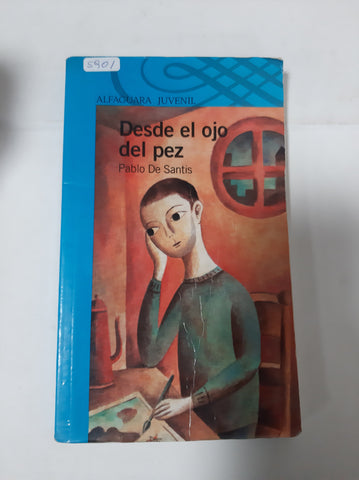 5901
ALFAGUARA JUVENIL
Desde el ojo
del pez
Pablo De Santis